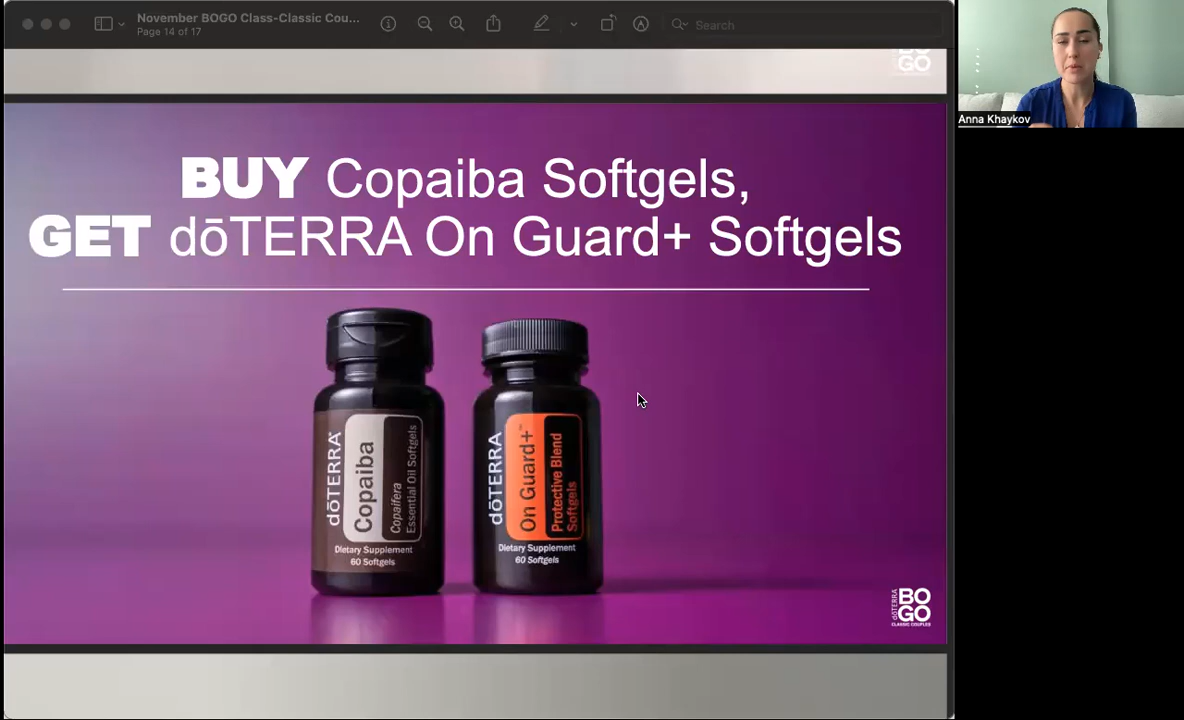 November BOGO Class-Classic Cou...
Page 14 of 17
Search
GO
Anna Khaykov
BUY Copaiba Softgels,
GET dōTERRA On Guard+ Softgels
dōTERRA
Copaiba
Copaifera
Essential Oil Softgels
Dietary Supplement
60 Softgels
dōTERRA
On Guard+™
Protective Blend
Softgels
Dietary Supplement
60 Softgels
dōTERRA
BO
GO
CLASSIC COUPLES